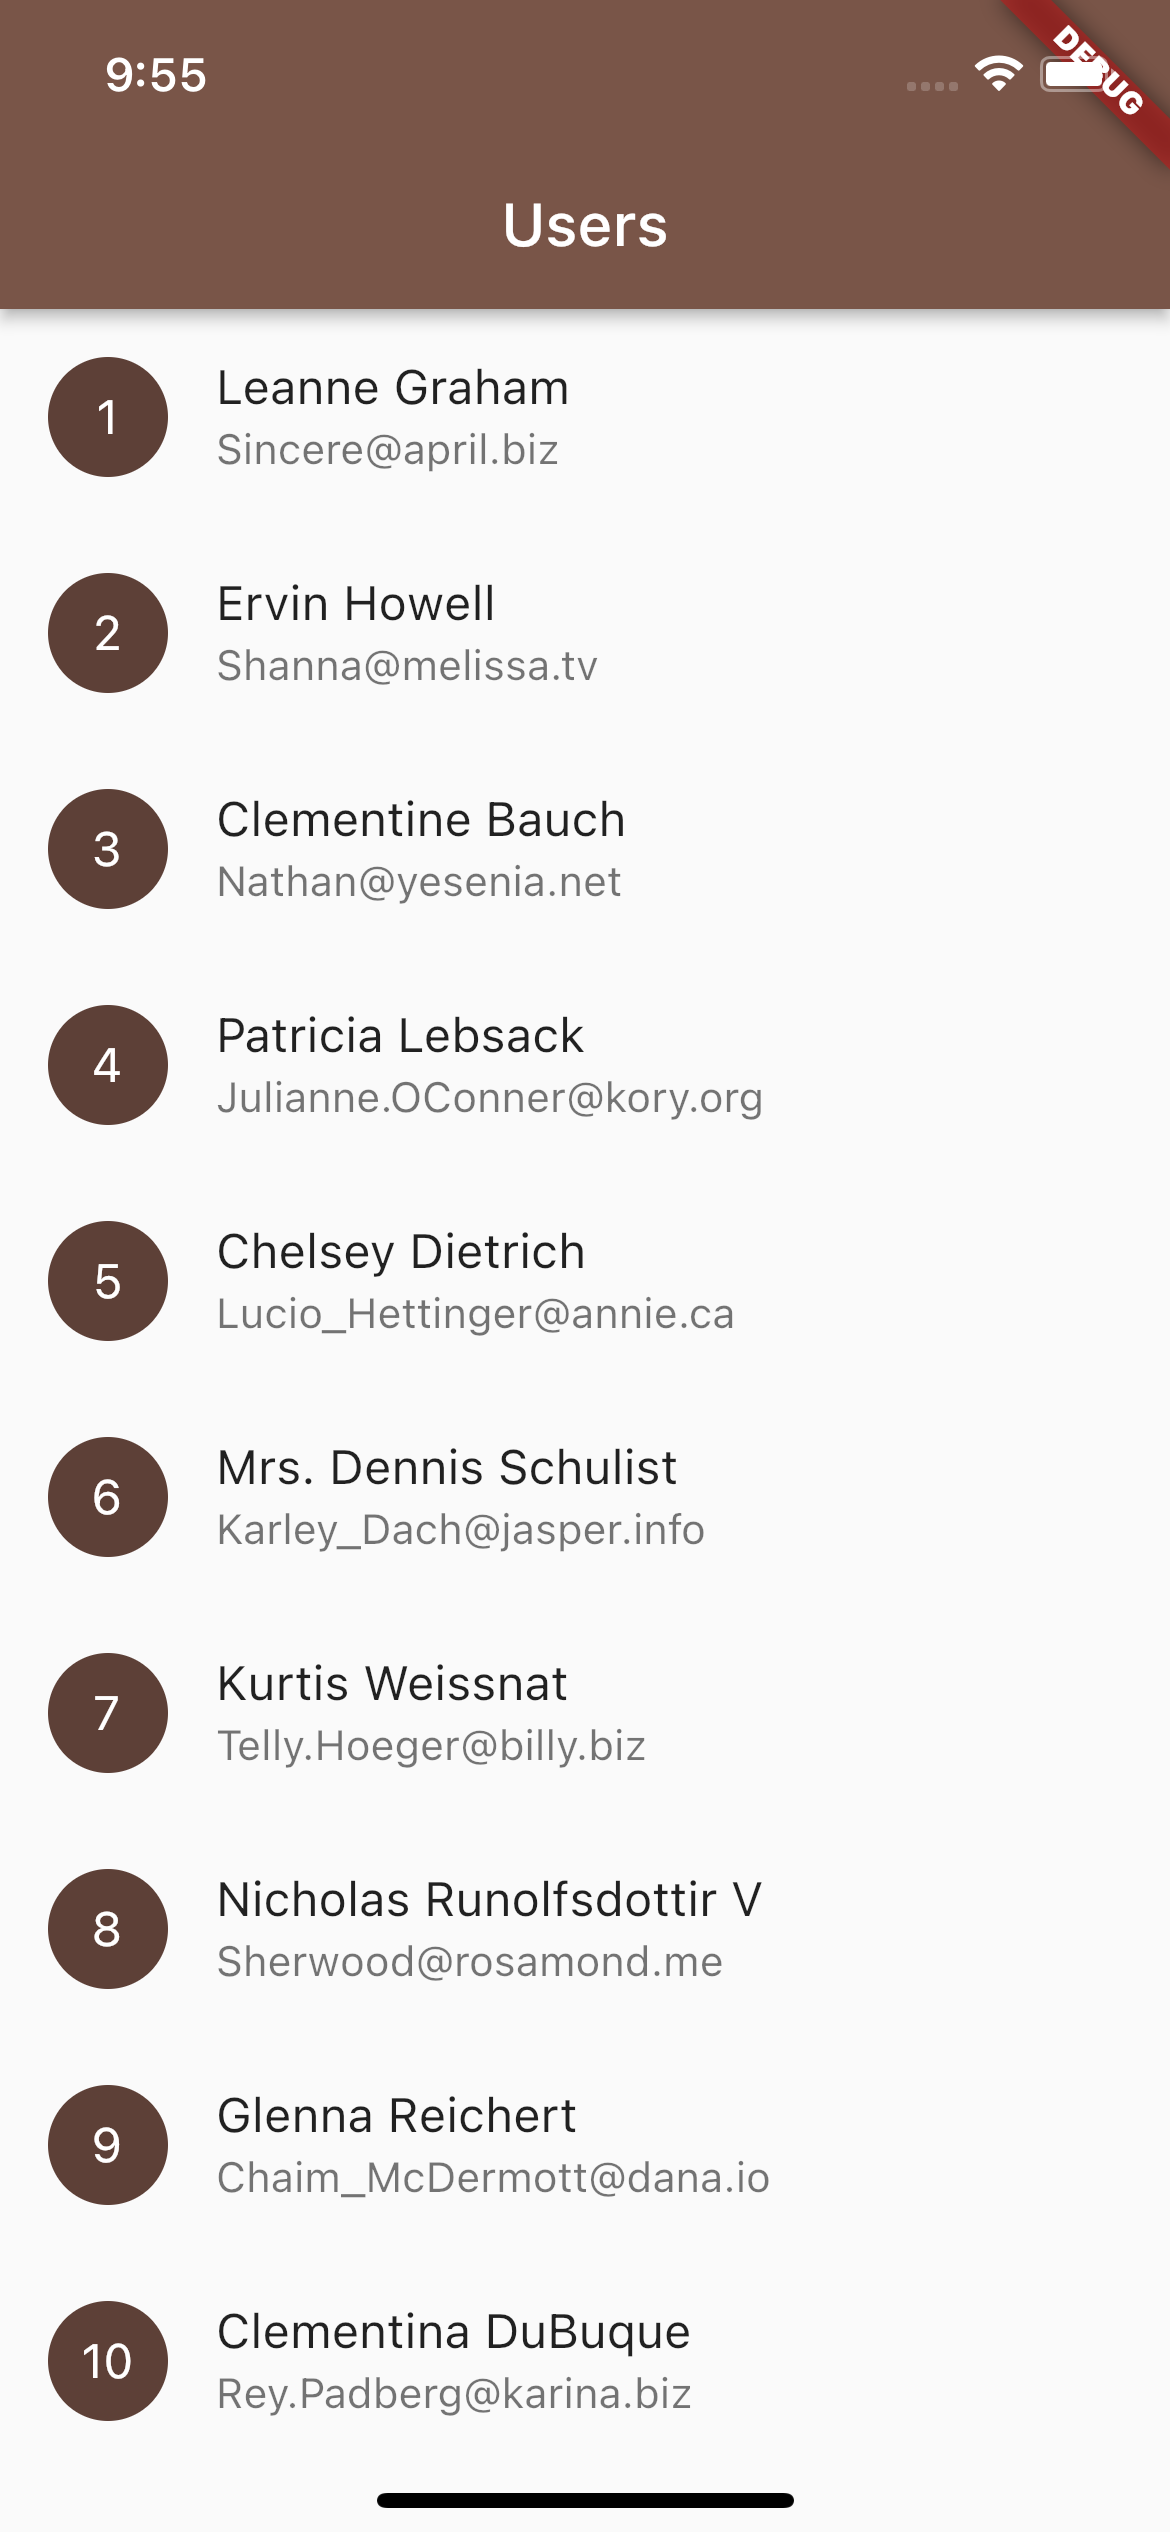 9:55
DEBUG
Users
1
Leanne Graham
Sincere@april.biz
2
Ervin Howell
Shanna@melissa.tv
3
Clementine Bauch
Nathan@yesenia.net
4
Patricia Lebsack
Julianne.OConner@kory.org
5
Chelsey Dietrich
Lucio_Hettinger@annie.ca
6
Mrs. Dennis Schulist
Karley_Dach@jasper.info
7
Kurtis Weissnat
Telly.Hoeger@billy.biz
8
Nicholas Runolfsdottir V
Sherwood@rosamond.me
9
Glenna Reichert
Chaim_McDermott@dana.io
10
Clementina DuBuque
Rey.Padberg@karina.biz